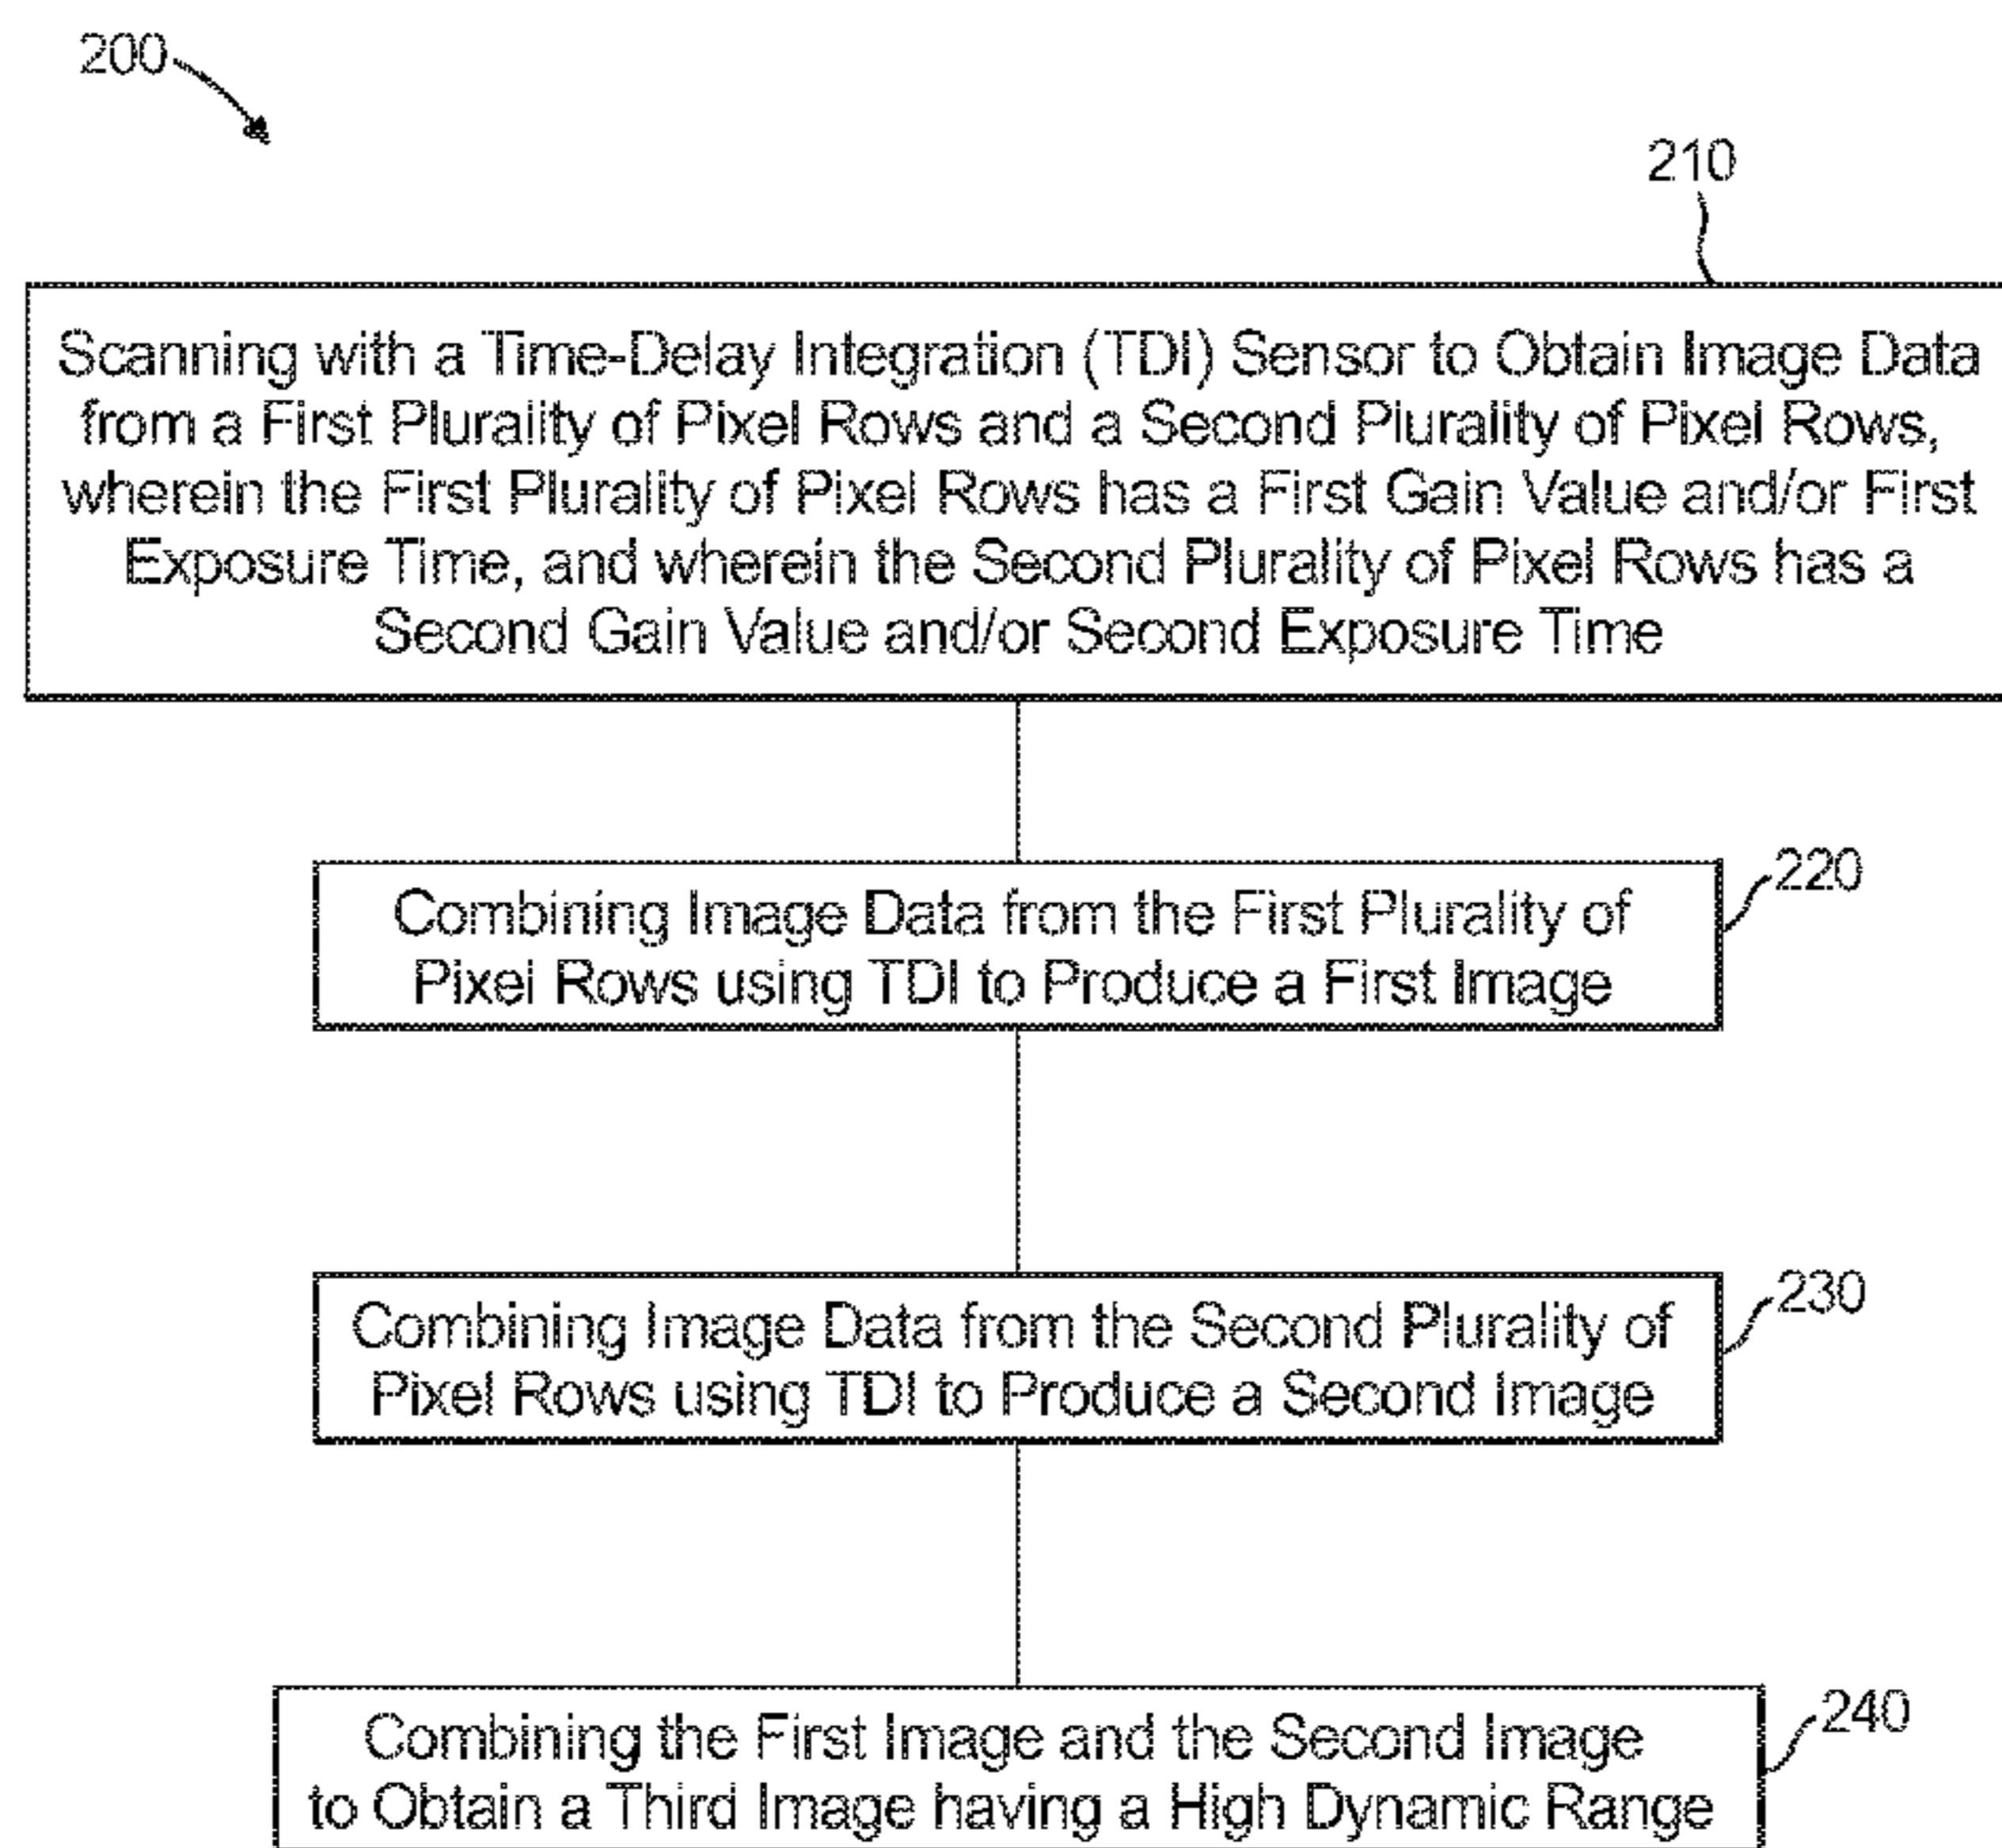 200
210
Scanning with a Time-Delay Integration (TDI) Sensor to Obtain Image Data
from a First Plurality of Pixel Rows and a Second Plurality of Pixel Rows,
wherein the First Plurality of Pixel Rows has a First Gain Value and/or First
Exposure Time, and wherein the Second Plurality of Pixel Rows has a
Second Gain Value and/or Second Exposure Time
220
Combining Image Data from the First Plurality of
Pixel Rows using TDI to Produce a First Image
230
Combining Image Data from the Second Plurality of
Pixel Rows using TDI to Produce a Second Image
240
Combining the First Image and the Second Image
to Obtain a Third Image having a High Dynamic Range